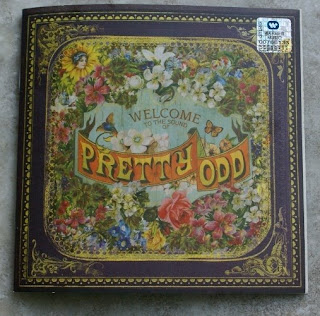 WELCOME
TO THE SOUND
OF
PRETTY ODD